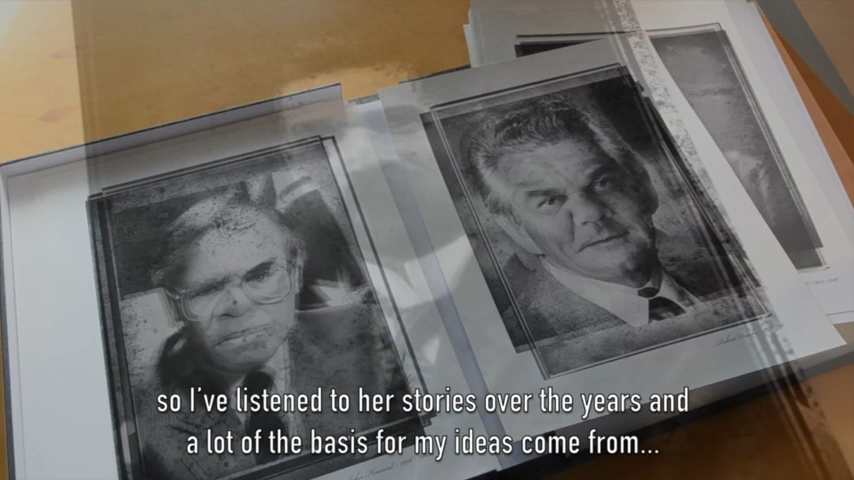 so I've listened to her stories over the years and
a lot of the basis for my ideas come from...